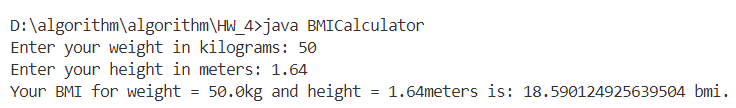 D:\algorithm\algorithm\HW_4>java BMICalculator
Enter your weight in kilograms: 50
Enter your height in meters: 1.64
Your BMI for weight = 50.0kg and height = 1.64meters is: 18.590124925639504 bmi.